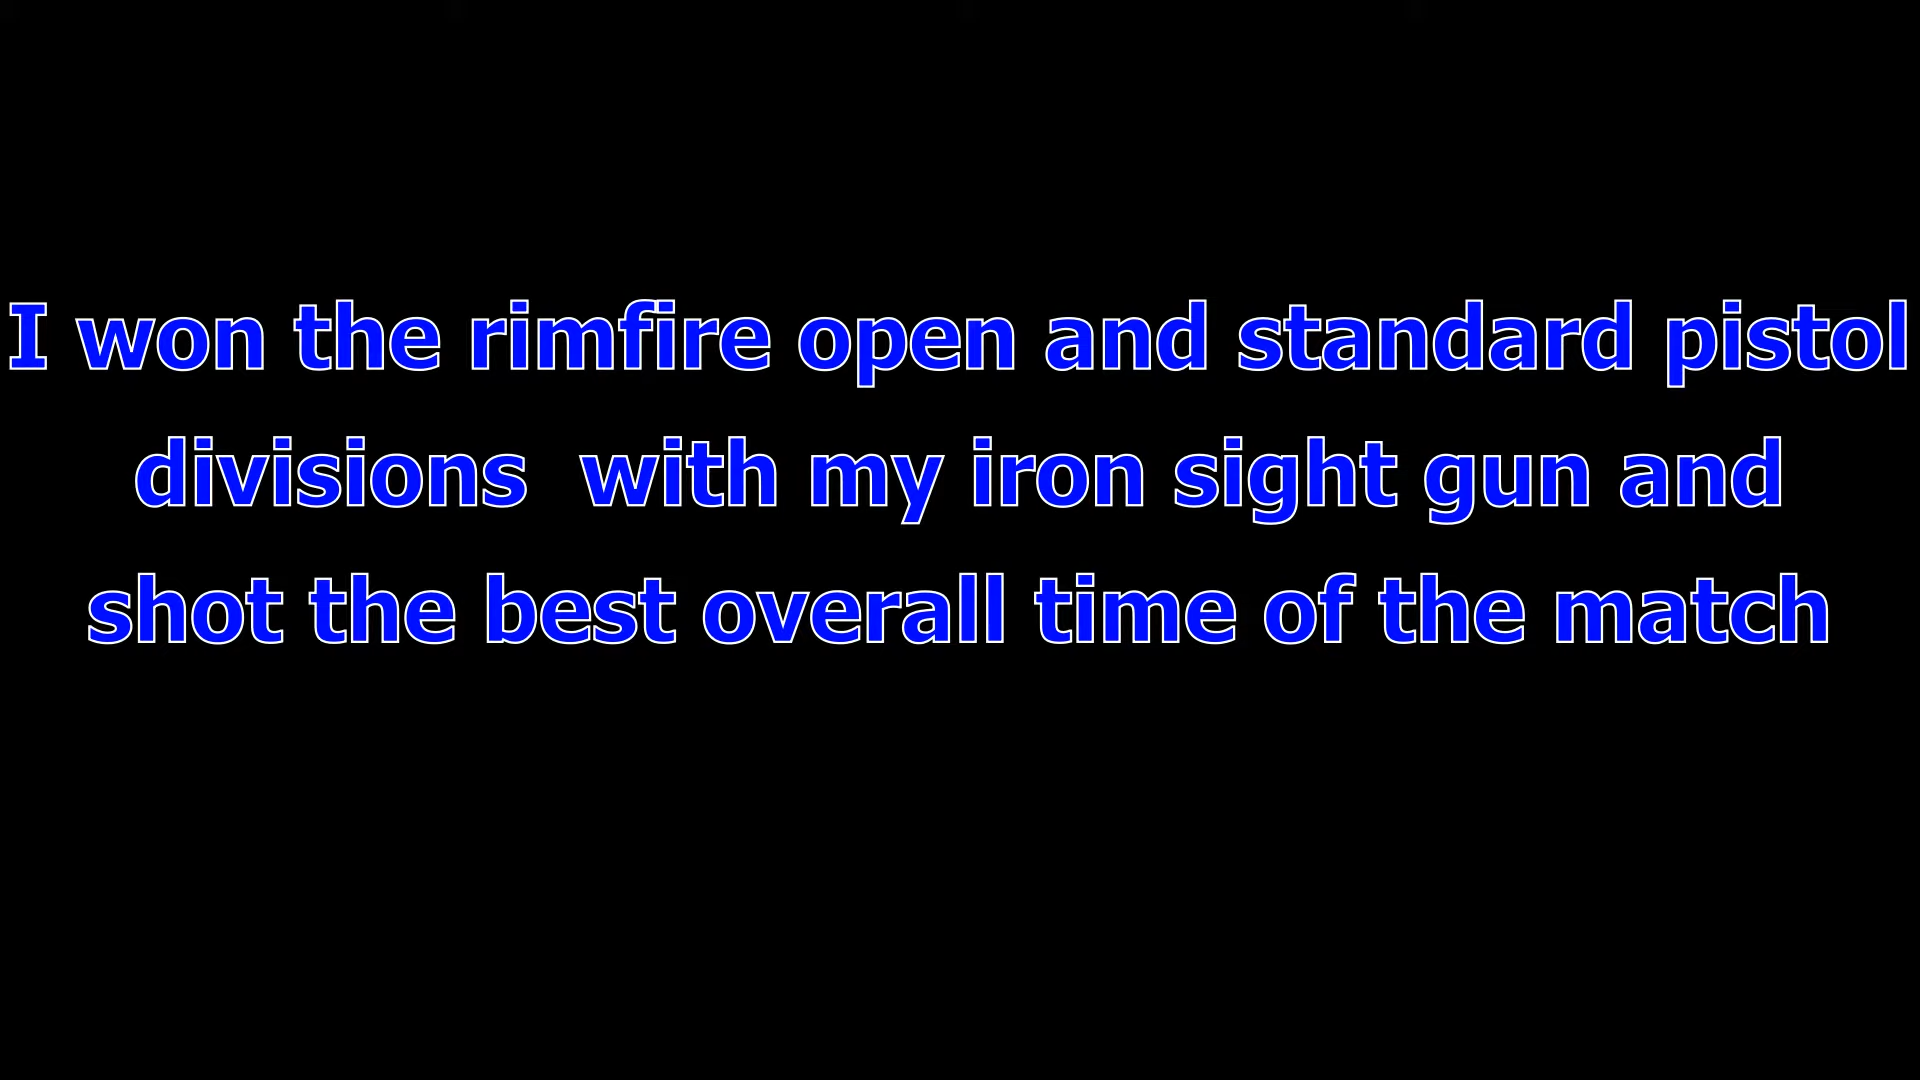 I won the rimfire open and standard pistol
divisions  with my iron sight gun and
shot the best overall time of the match